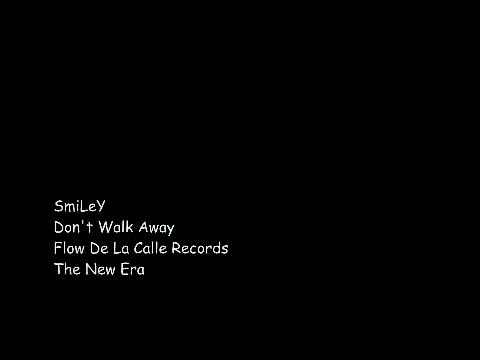 SmiLeY
Don't Walk Away
Flow De La Calle Records
The New Era